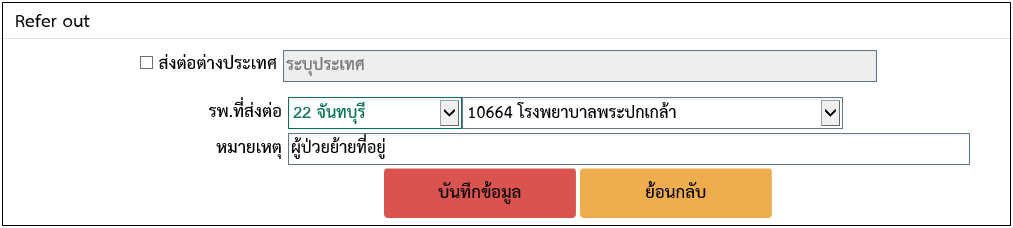 Refer out
ส่งต่อต่างประเทศ ระบุประเทศ
รพ.ที่ส่งต่อ 22 จันทบุรี 10664 โรงพยาบาลพระปกเกล้า
หมายเหตุ ผู้ป่วยย้ายที่อยู่
บันทึกข้อมูล ย้อนกลับ